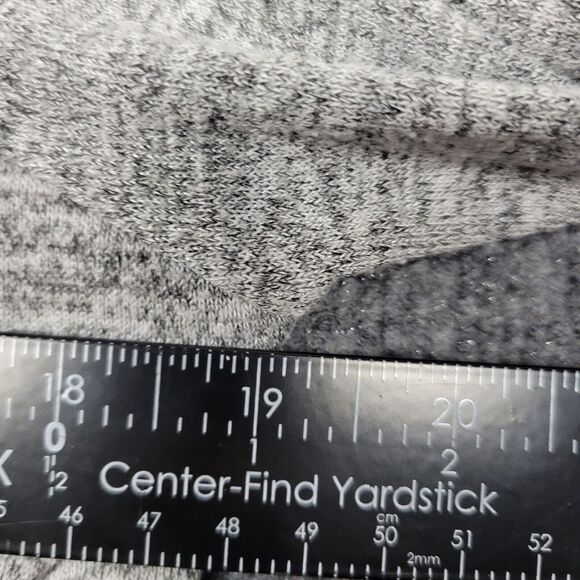 18 19 20
0 1 2
1/2
Center-Find Yardstick
46 47 48 49 cm 50 51 52
2mm